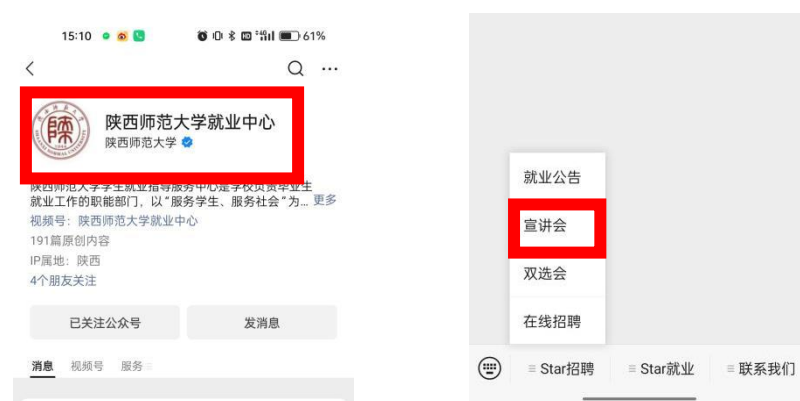 15:10
61%
陕西师范大学就业中心
陕西师范大学
陕西师范大学学生就业指导服务中心是学校负责毕业生
就业工作的职能部门，以“服务学生、服务社会”为... 更多
视频号：陕西师范大学就业中心
191篇原创内容
IP属地：陕西
4个朋友关注
已关注公众号
发消息
消息 视频号 服务
就业公告
宣讲会
双选会
在线招聘
Star招聘
Star就业
联系我们